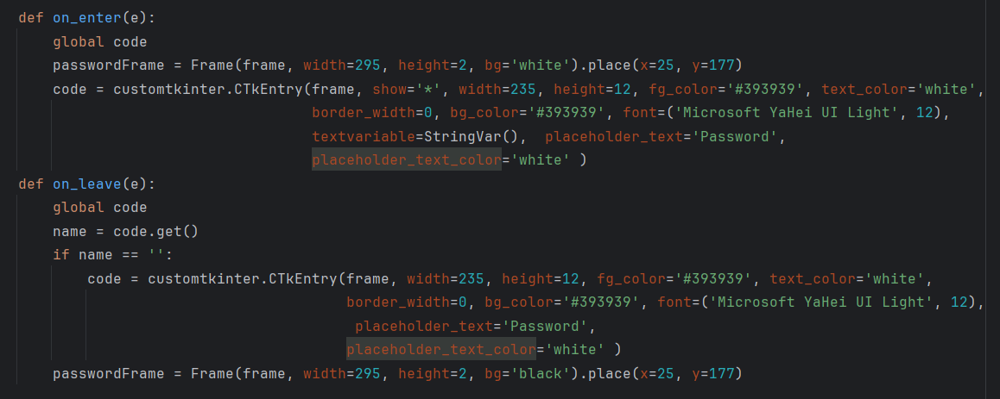 def on_enter(e):
    global code
    passwordFrame = Frame(frame, width=295, height=2, bg='white').place(x=25, y=177)
    code = customtkinter.CTkEntry(frame, show='*', width=235, height=12, fg_color='#393939', text_color='white',
                                  border_width=0, bg_color='#393939', font=('Microsoft YaHei UI Light', 12),
                                  textvariable=StringVar(),  placeholder_text='Password',
                                  placeholder_text_color='white' )
def on_leave(e):
    global code
    name = code.get()
    if name == '':
        code = customtkinter.CTkEntry(frame, width=235, height=12, fg_color='#393939', text_color='white',
                                      border_width=0, bg_color='#393939', font=('Microsoft YaHei UI Light', 12),
                                       placeholder_text='Password',
                                      placeholder_text_color='white' )
    passwordFrame = Frame(frame, width=295, height=2, bg='black').place(x=25, y=177)